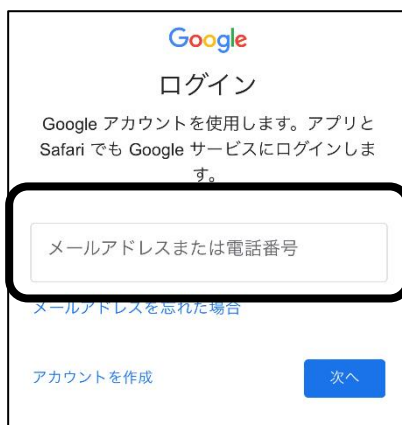 Google
ログイン
Google アカウントを使用します。アプリと
Safari でも Google サービスにログインしま
す。
メールアドレスまたは電話番号
メールアドレスを忘れた場合
アカウントを作成
次へ